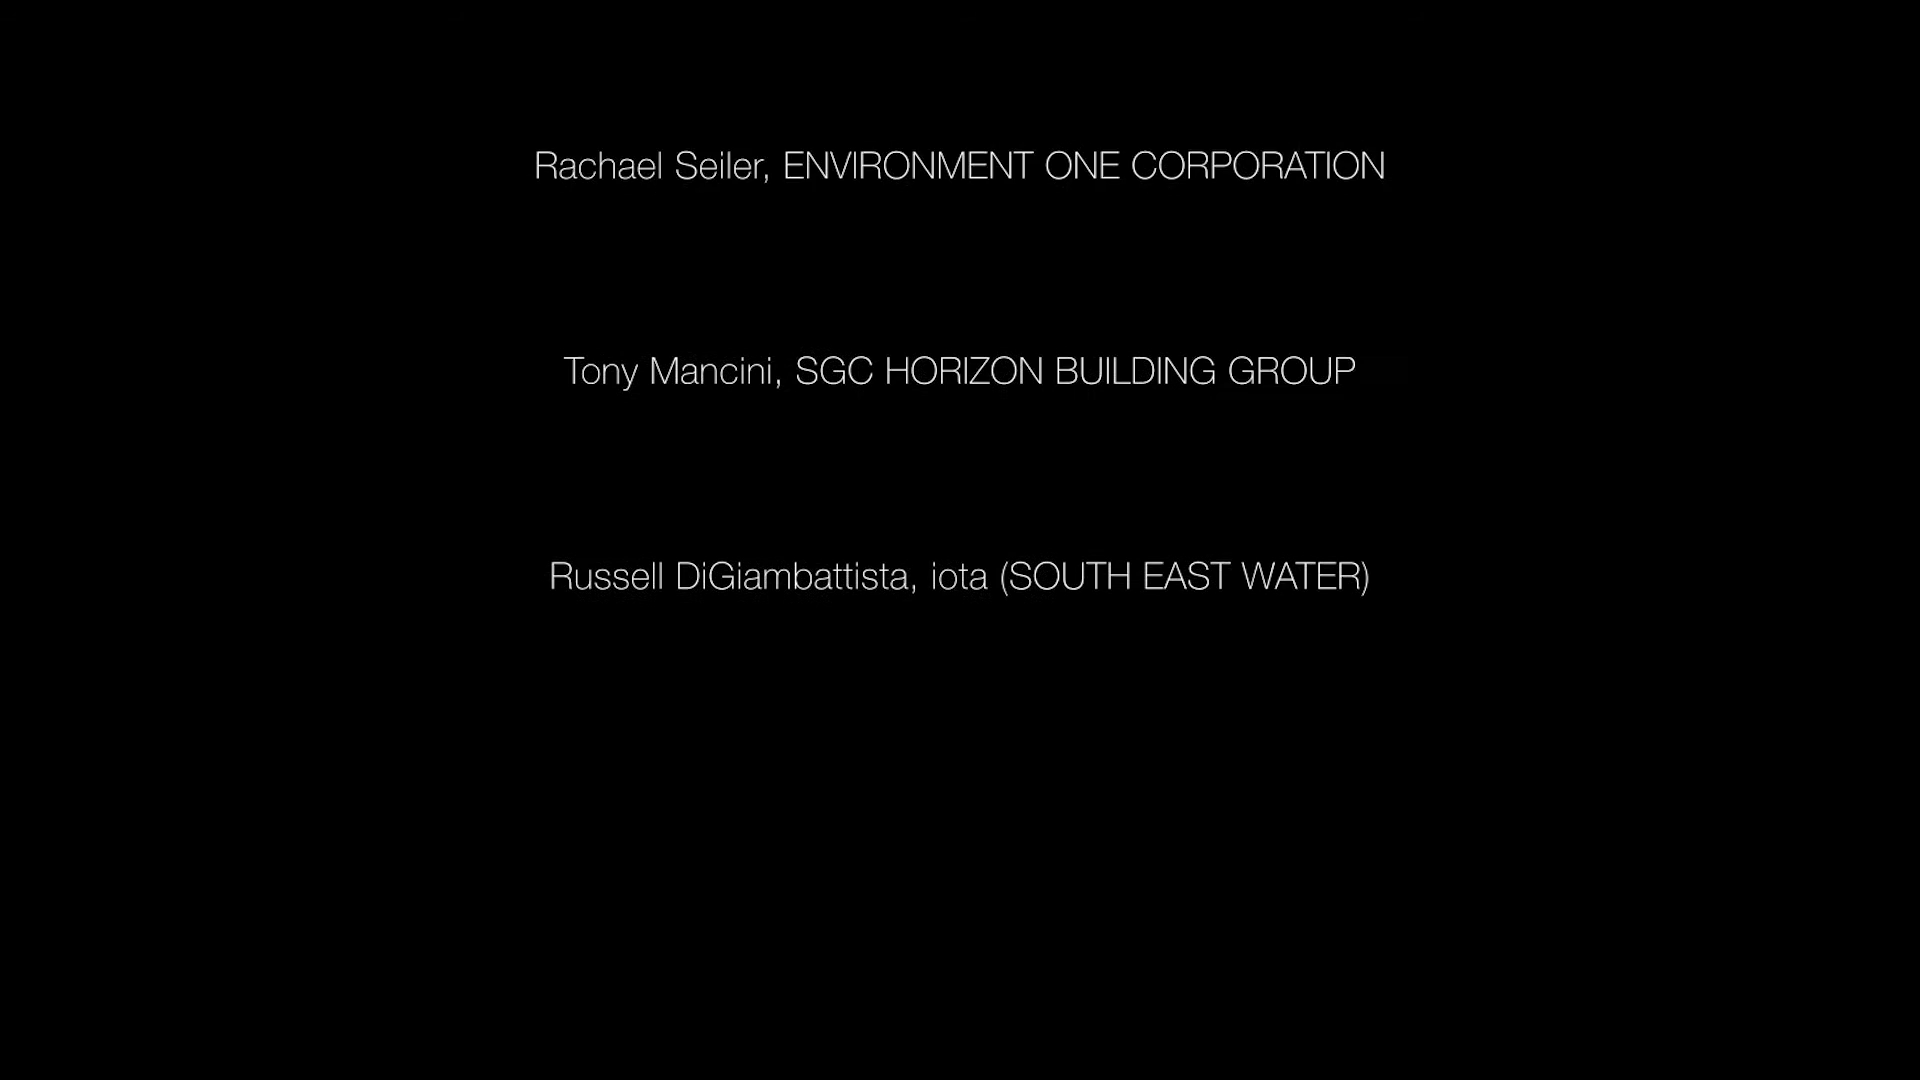 Rachael Seiler, ENVIRONMENT ONE CORPORATION
Tony Mancini, SGC HORIZON BUILDING GROUP
Russell DiGiambattista, iota (SOUTH EAST WATER)